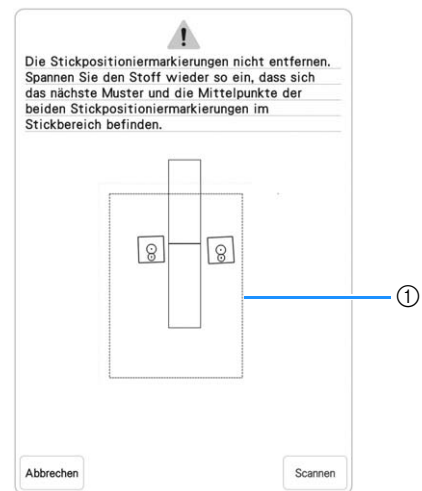 Die Stickpositioniermarkierungen nicht entfernen.
Spannen Sie den Stoff wieder so ein, dass sich
das nächste Muster und die Mittelpunkte der
beiden Stickpositioniermarkierungen im
Stickbereich befinden.
①
Abbrechen
Scannen